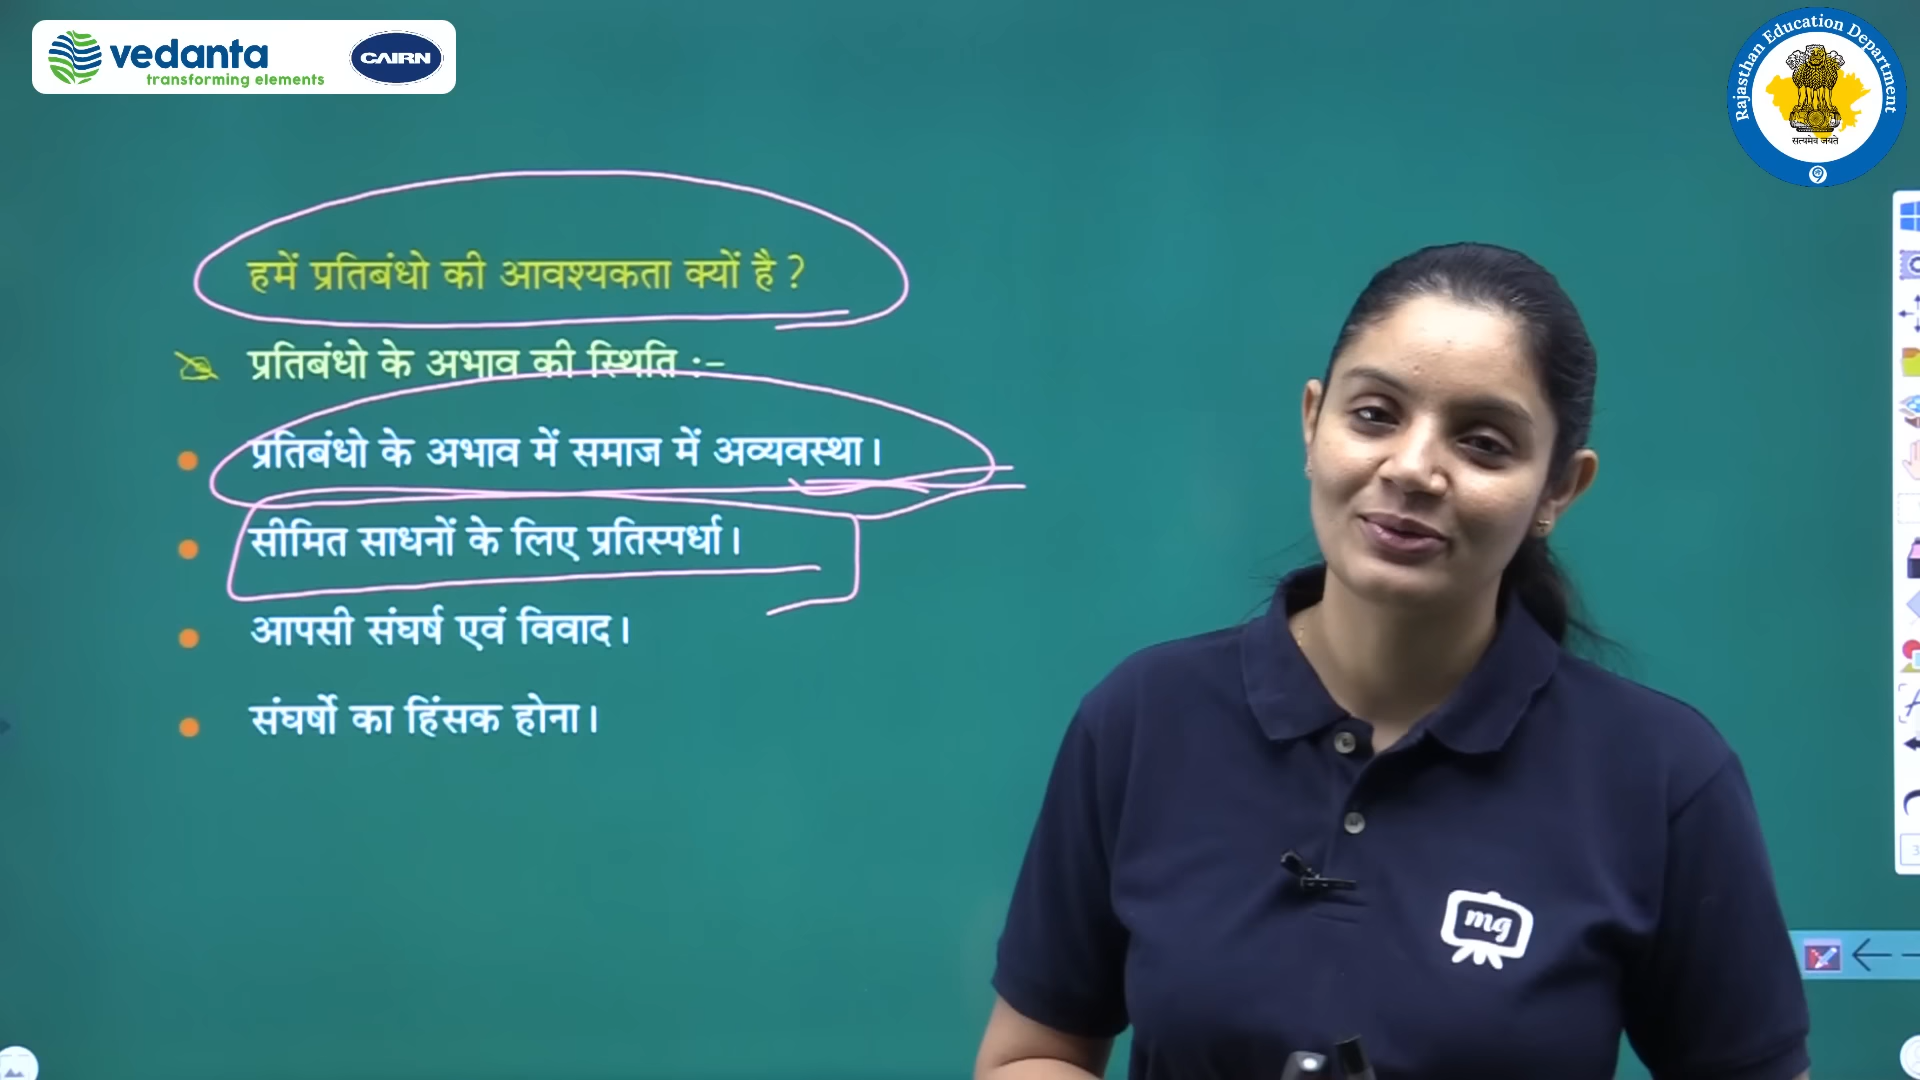 vedanta
transforming elements
CAIRN
Rajasthan Education Department
सत्यमेव जयते
हमें प्रतिबंधो की आवश्यकता क्यों है ?
प्रतिबंधो के अभाव की स्थिति :–
प्रतिबंधो के अभाव में समाज में अव्यवस्था।
सीमित साधनों के लिए प्रतिस्पर्धा।
आपसी संघर्ष एवं विवाद।
संघर्षो का हिंसक होना।
mg